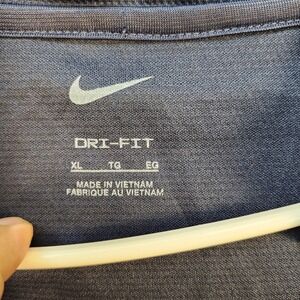 DRI-FIT
XL TG EG
MADE IN VIETNAM
FABRIQUÉ AU VIETNAM